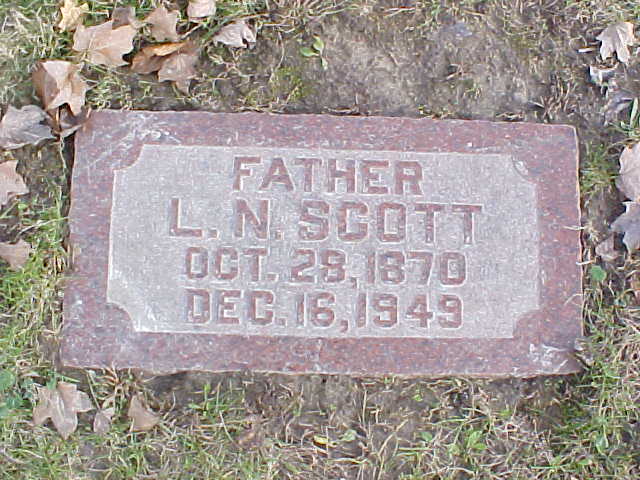 FATHER
L. N. SCOTT
OCT. 28, 1870
DEC. 16, 1949